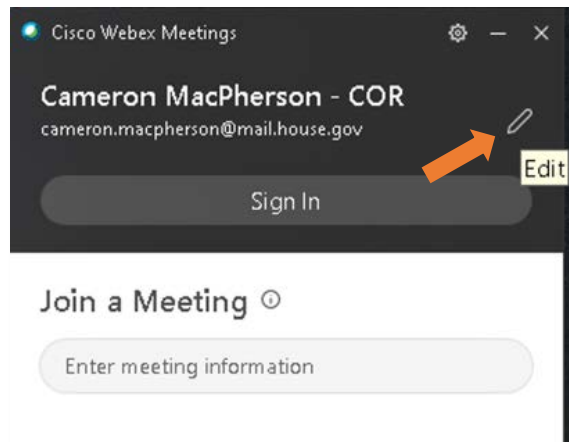 Cisco Webex Meetings
Cameron MacPherson - COR
cameron.macpherson@mail.house.gov
Edit
Sign In
Join a Meeting
Enter meeting information